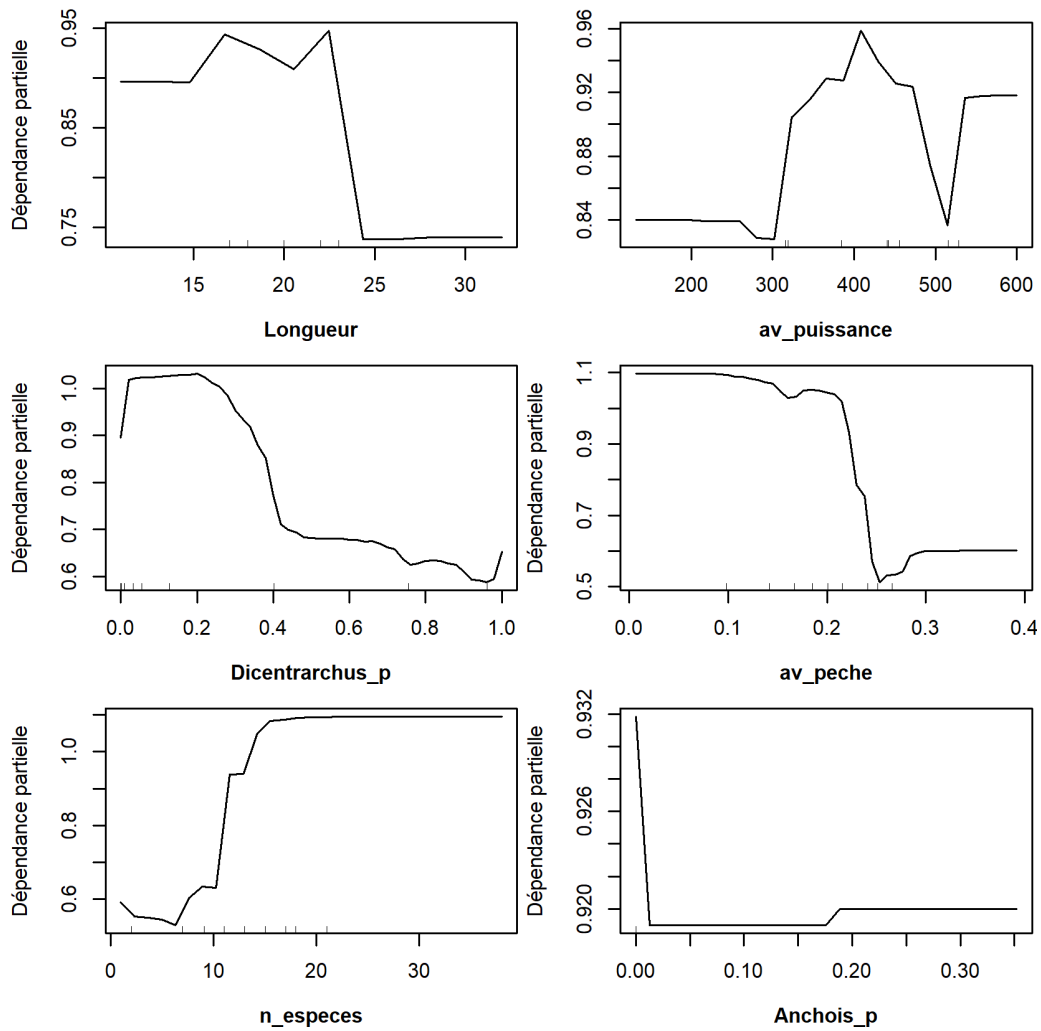 0.95
0.85
0.75
Dépendance partielle
15 20 25 30
Longueur
0.96
0.92
0.88
0.84
200 300 400 500 600
av_puissance
1.0
0.9
0.8
0.7
0.6
Dépendance partielle
0.0 0.2 0.4 0.6 0.8 1.0
Dicentrarchus_p
1.1
0.9
0.7
0.5
Dépendance partielle
0.0 0.1 0.2 0.3 0.4
av_peche
1.0
0.8
0.6
Dépendance partielle
0 10 20 30
n_especes
0.932
0.926
0.920
Dépendance partielle
0.00 0.10 0.20 0.30
Anchois_p